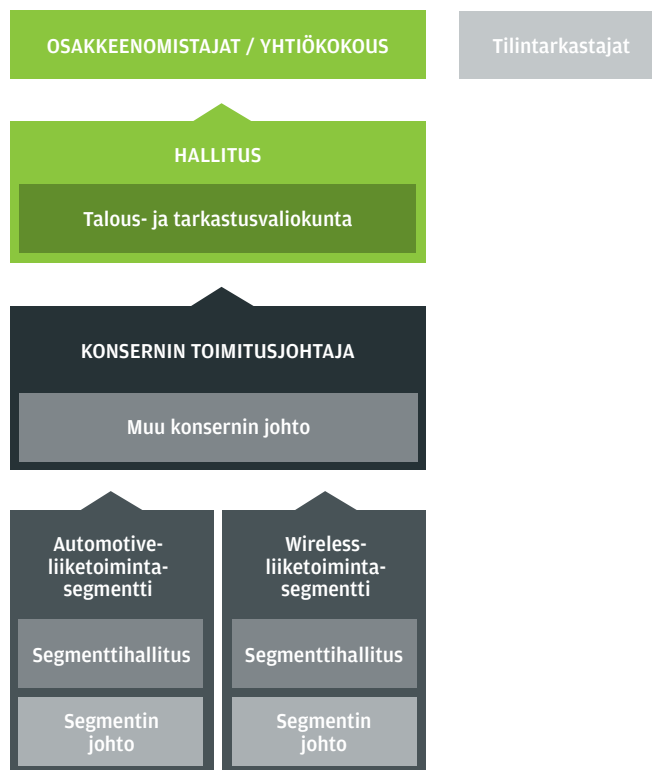 OSAKKEENOMISTAJAT / YHTIÖKOKOUS
Tilintarkastajat
HALLITUS
Talous- ja tarkastusvaliokunta
KONSERNIN TOIMITUSJOHTAJA
Muu konsernin johto
Automotive-
liiketoiminta-
segmentti
Segmenttihallitus
Segmentin
johto
Wireless-
liiketoiminta-
segmentti
Segmenttihallitus
Segmentin
johto